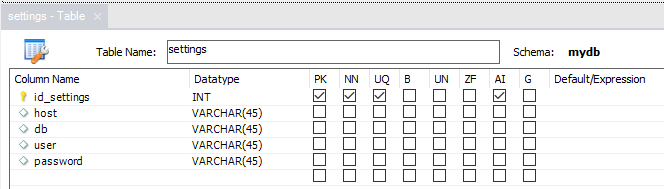 settings - Table ×
Table Name: settings Schema: mydb
Column Name Datatype PK NN UQ B UN ZF AI G Default/Expression
id_settings INT
host VARCHAR(45)
db VARCHAR(45)
user VARCHAR(45)
password VARCHAR(45)